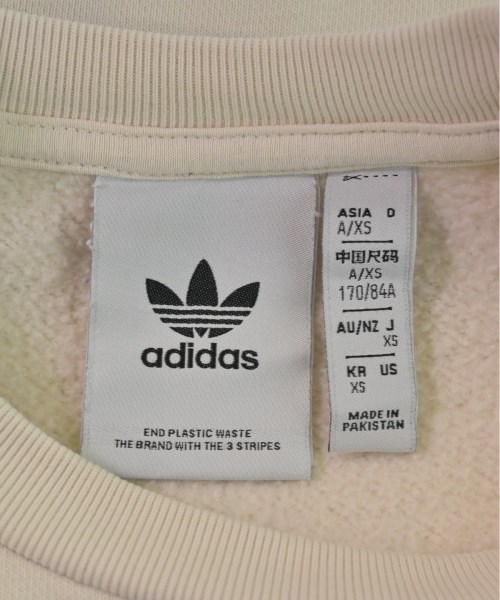 adidas
END PLASTIC WASTE
THE BRAND WITH THE 3 STRIPES
ASIA D
A/XS
中国尺码
A/XS
170/84A
AU/NZ J
XS
KR US
XS
MADE IN
PAKISTAN